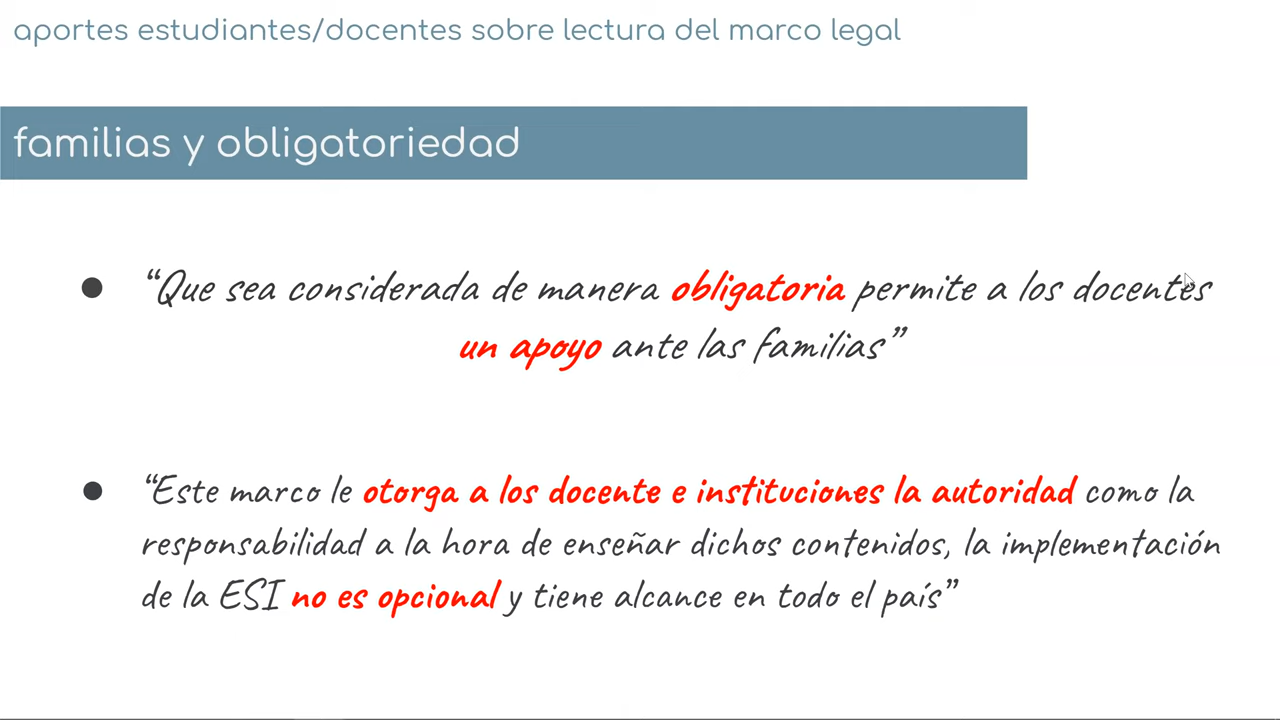 aportes estudiantes/docentes sobre lectura del marco legal
familias y obligatoriedad
● “Que sea considerada de manera obligatoria permite a los docentes
un apoyo ante las familias”
● “Este marco le otorga a los docente e instituciones la autoridad como la
responsabilidad a la hora de enseñar dichos contenidos, la implementación
de la ESI no es opcional y tiene alcance en todo el país”